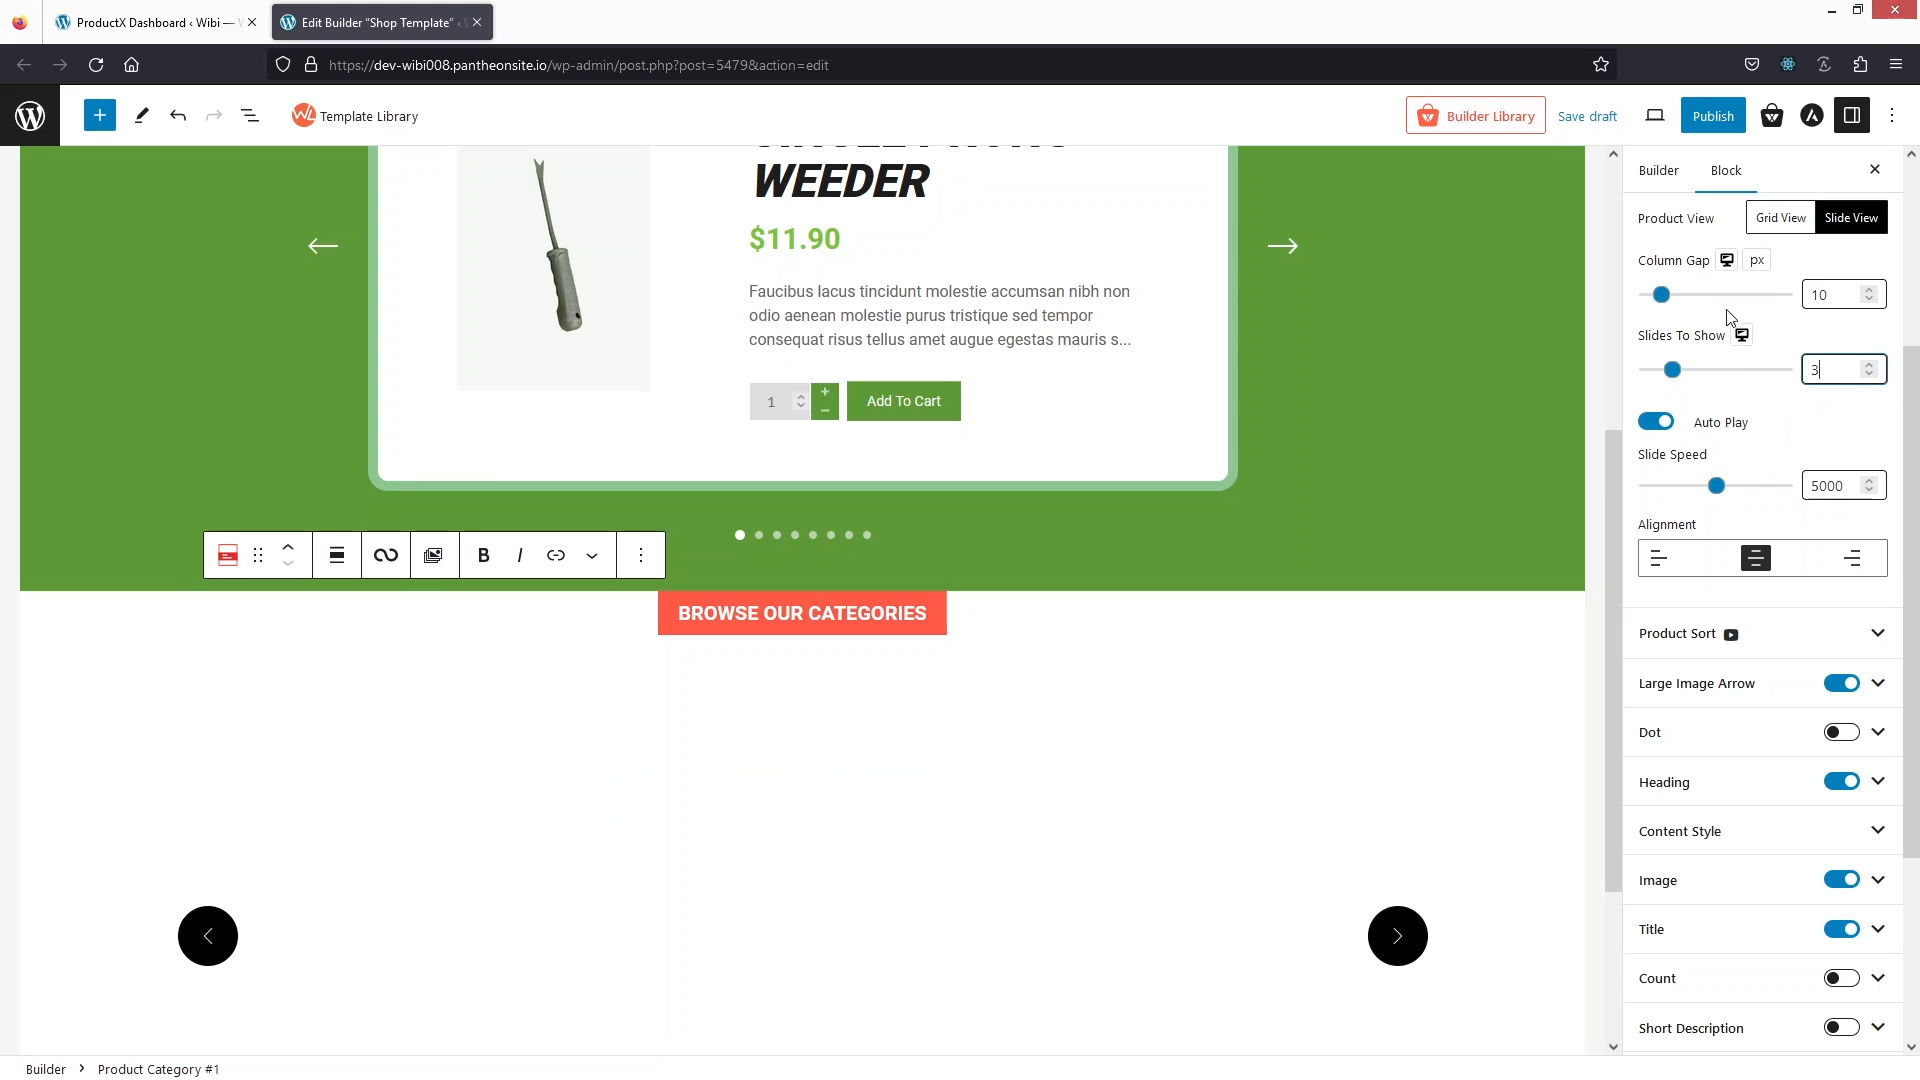 ProductX Dashboard ‹ Wibi —
Edit Builder "Shop Template" ‹
https://dev-wibi008.pantheonsite.io/wp-admin/post.php?post=5479&action=edit
Template Library
Builder Library
Save draft
Publish
Builder
Block
Product View
Grid View
Slide View
Column Gap
px
10
Slides To Show
3
Auto Play
Slide Speed
5000
Alignment
Product Sort
Large Image Arrow
Dot
Heading
Content Style
Image
Title
Count
Short Description
WEEDER
$11.90
Faucibus lacus tincidunt molestie accumsan nibh non
odio aenean molestie purus tristique sed tempor
consequat risus tellus amet augue egestas mauris s...
1
+
−
Add To Cart
B I
BROWSE OUR CATEGORIES
Builder › Product Category #1